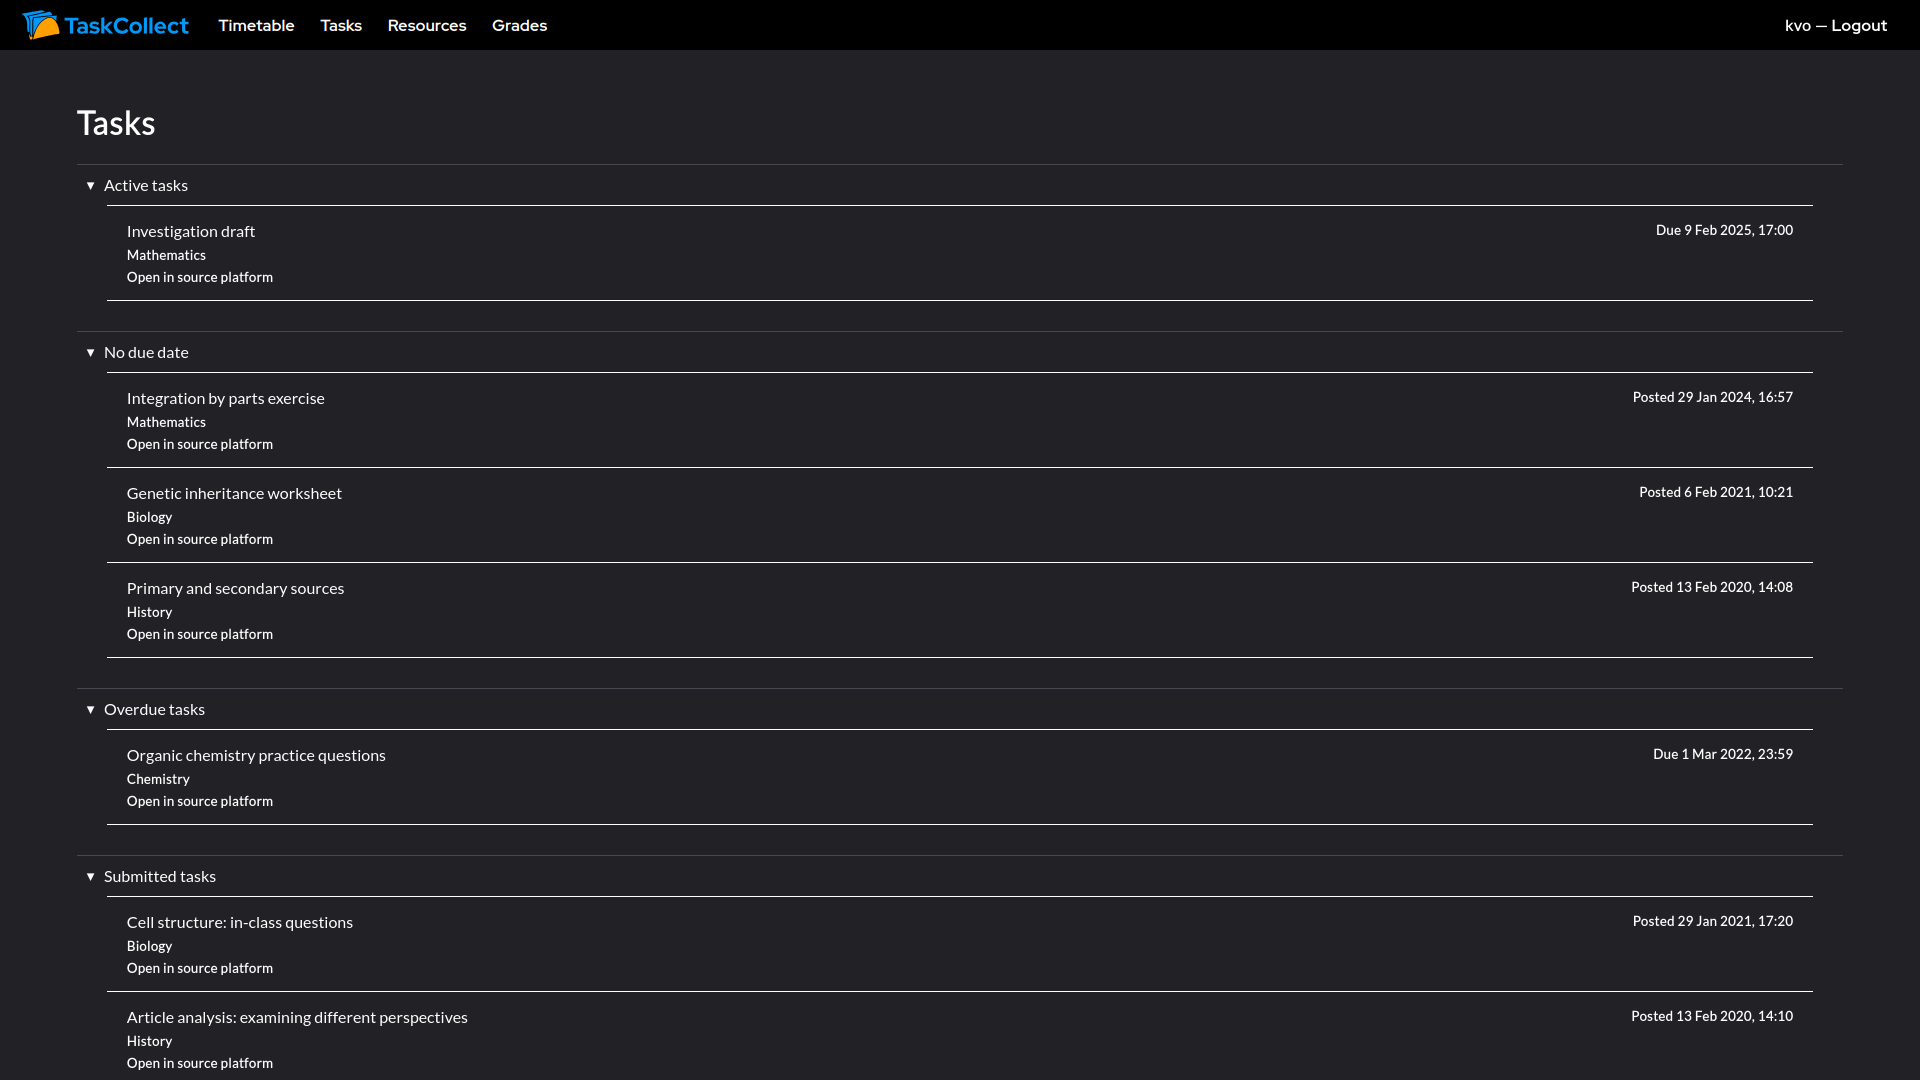 TaskCollect Timetable Tasks Resources Grades kvo — Logout
Tasks
▼ Active tasks
Investigation draft Due 9 Feb 2025, 17:00
Mathematics
Open in source platform
▼ No due date
Integration by parts exercise Posted 29 Jan 2024, 16:57
Mathematics
Open in source platform
Genetic inheritance worksheet Posted 6 Feb 2021, 10:21
Biology
Open in source platform
Primary and secondary sources Posted 13 Feb 2020, 14:08
History
Open in source platform
▼ Overdue tasks
Organic chemistry practice questions Due 1 Mar 2022, 23:59
Chemistry
Open in source platform
▼ Submitted tasks
Cell structure: in-class questions Posted 29 Jan 2021, 17:20
Biology
Open in source platform
Article analysis: examining different perspectives Posted 13 Feb 2020, 14:10
History
Open in source platform